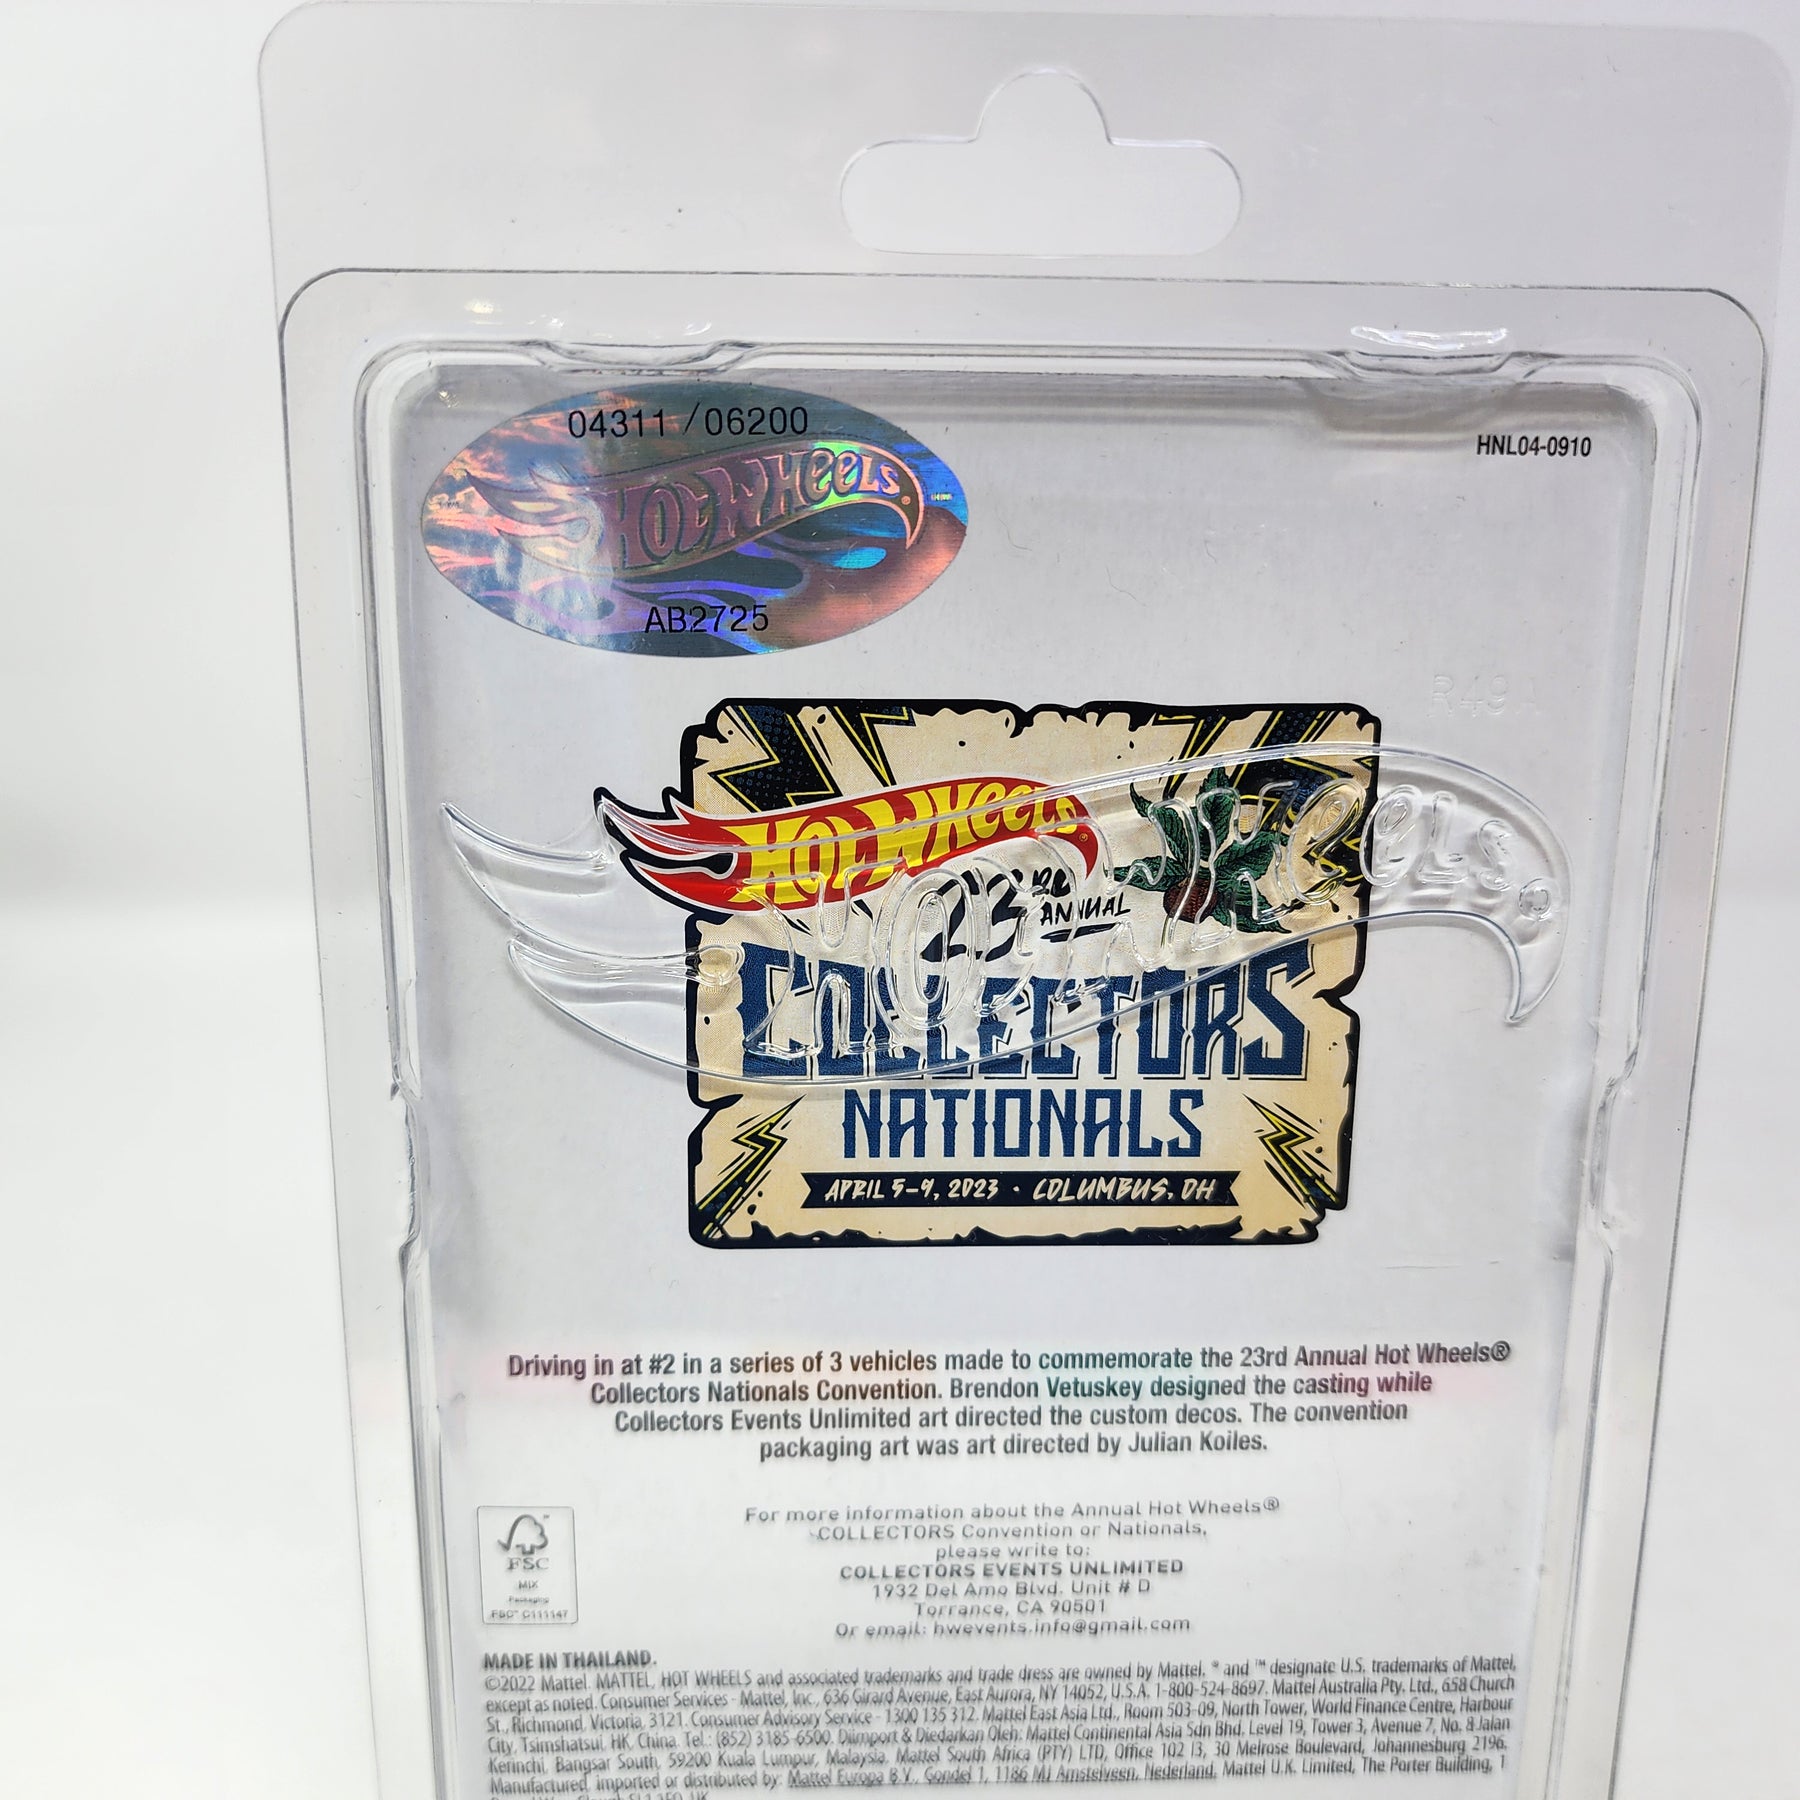 04311 / 06200
HOT WHEELS®
AB2725
HNL04-0910
R49A
HOT WHEELS®
HOT WHEELS®
23RD
ANNUAL
COLLECTORS
NATIONALS
APRIL 5-9, 2023 · COLUMBUS, OH
Driving in at #2 in a series of 3 vehicles made to commemorate the 23rd Annual Hot Wheels®
Collectors Nationals Convention. Brendon Vetuskey designed the casting while
Collectors Events Unlimited art directed the custom decos. The convention
packaging art was art directed by Julian Koiles.
For more information about the Annual Hot Wheels®
COLLECTORS Convention or Nationals,
please write to:
COLLECTORS EVENTS UNLIMITED
1932 Del Amo Blvd. Unit # D
Torrance, CA 90501
Or email: hwevents.info@gmail.com
FSC
MIX
Packaging
FSC™ C111147
MADE IN THAILAND.
©2022 Mattel. MATTEL, HOT WHEELS and associated trademarks and trade dress are owned by Mattel. ® and ™ designate U.S. trademarks of Mattel,
except as noted. Consumer Services - Mattel, Inc., 636 Girard Avenue, East Aurora, NY 14052, U.S.A. 1-800-524-8697. Mattel Australia Pty. Ltd., 658 Church
St., Richmond, Victoria, 3121. Consumer Advisory Service - 1300 135 312. Mattel East Asia Ltd., Room 503-09, North Tower, World Finance Centre, Harbour
City, Tsimshatsui, HK, China. Tel.: (852) 3185-6500. Diimport & Diedarkan Oleh: Mattel Continental Asia Sdn Bhd. Level 19, Tower 3, Avenue 7, No. 8 Jalan
Kerinchi, Bangsar South, 59200 Kuala Lumpur, Malaysia. Mattel South Africa (PTY) LTD, Office 102 I3, 30 Melrose Boulevard, Johannesburg 2196.
Manufactured, imported or distributed by: Mattel Europa B.V., Gondel 1, 1186 MJ Amstelveen, Nederland. Mattel U.K. Limited, The Porter Building, 1